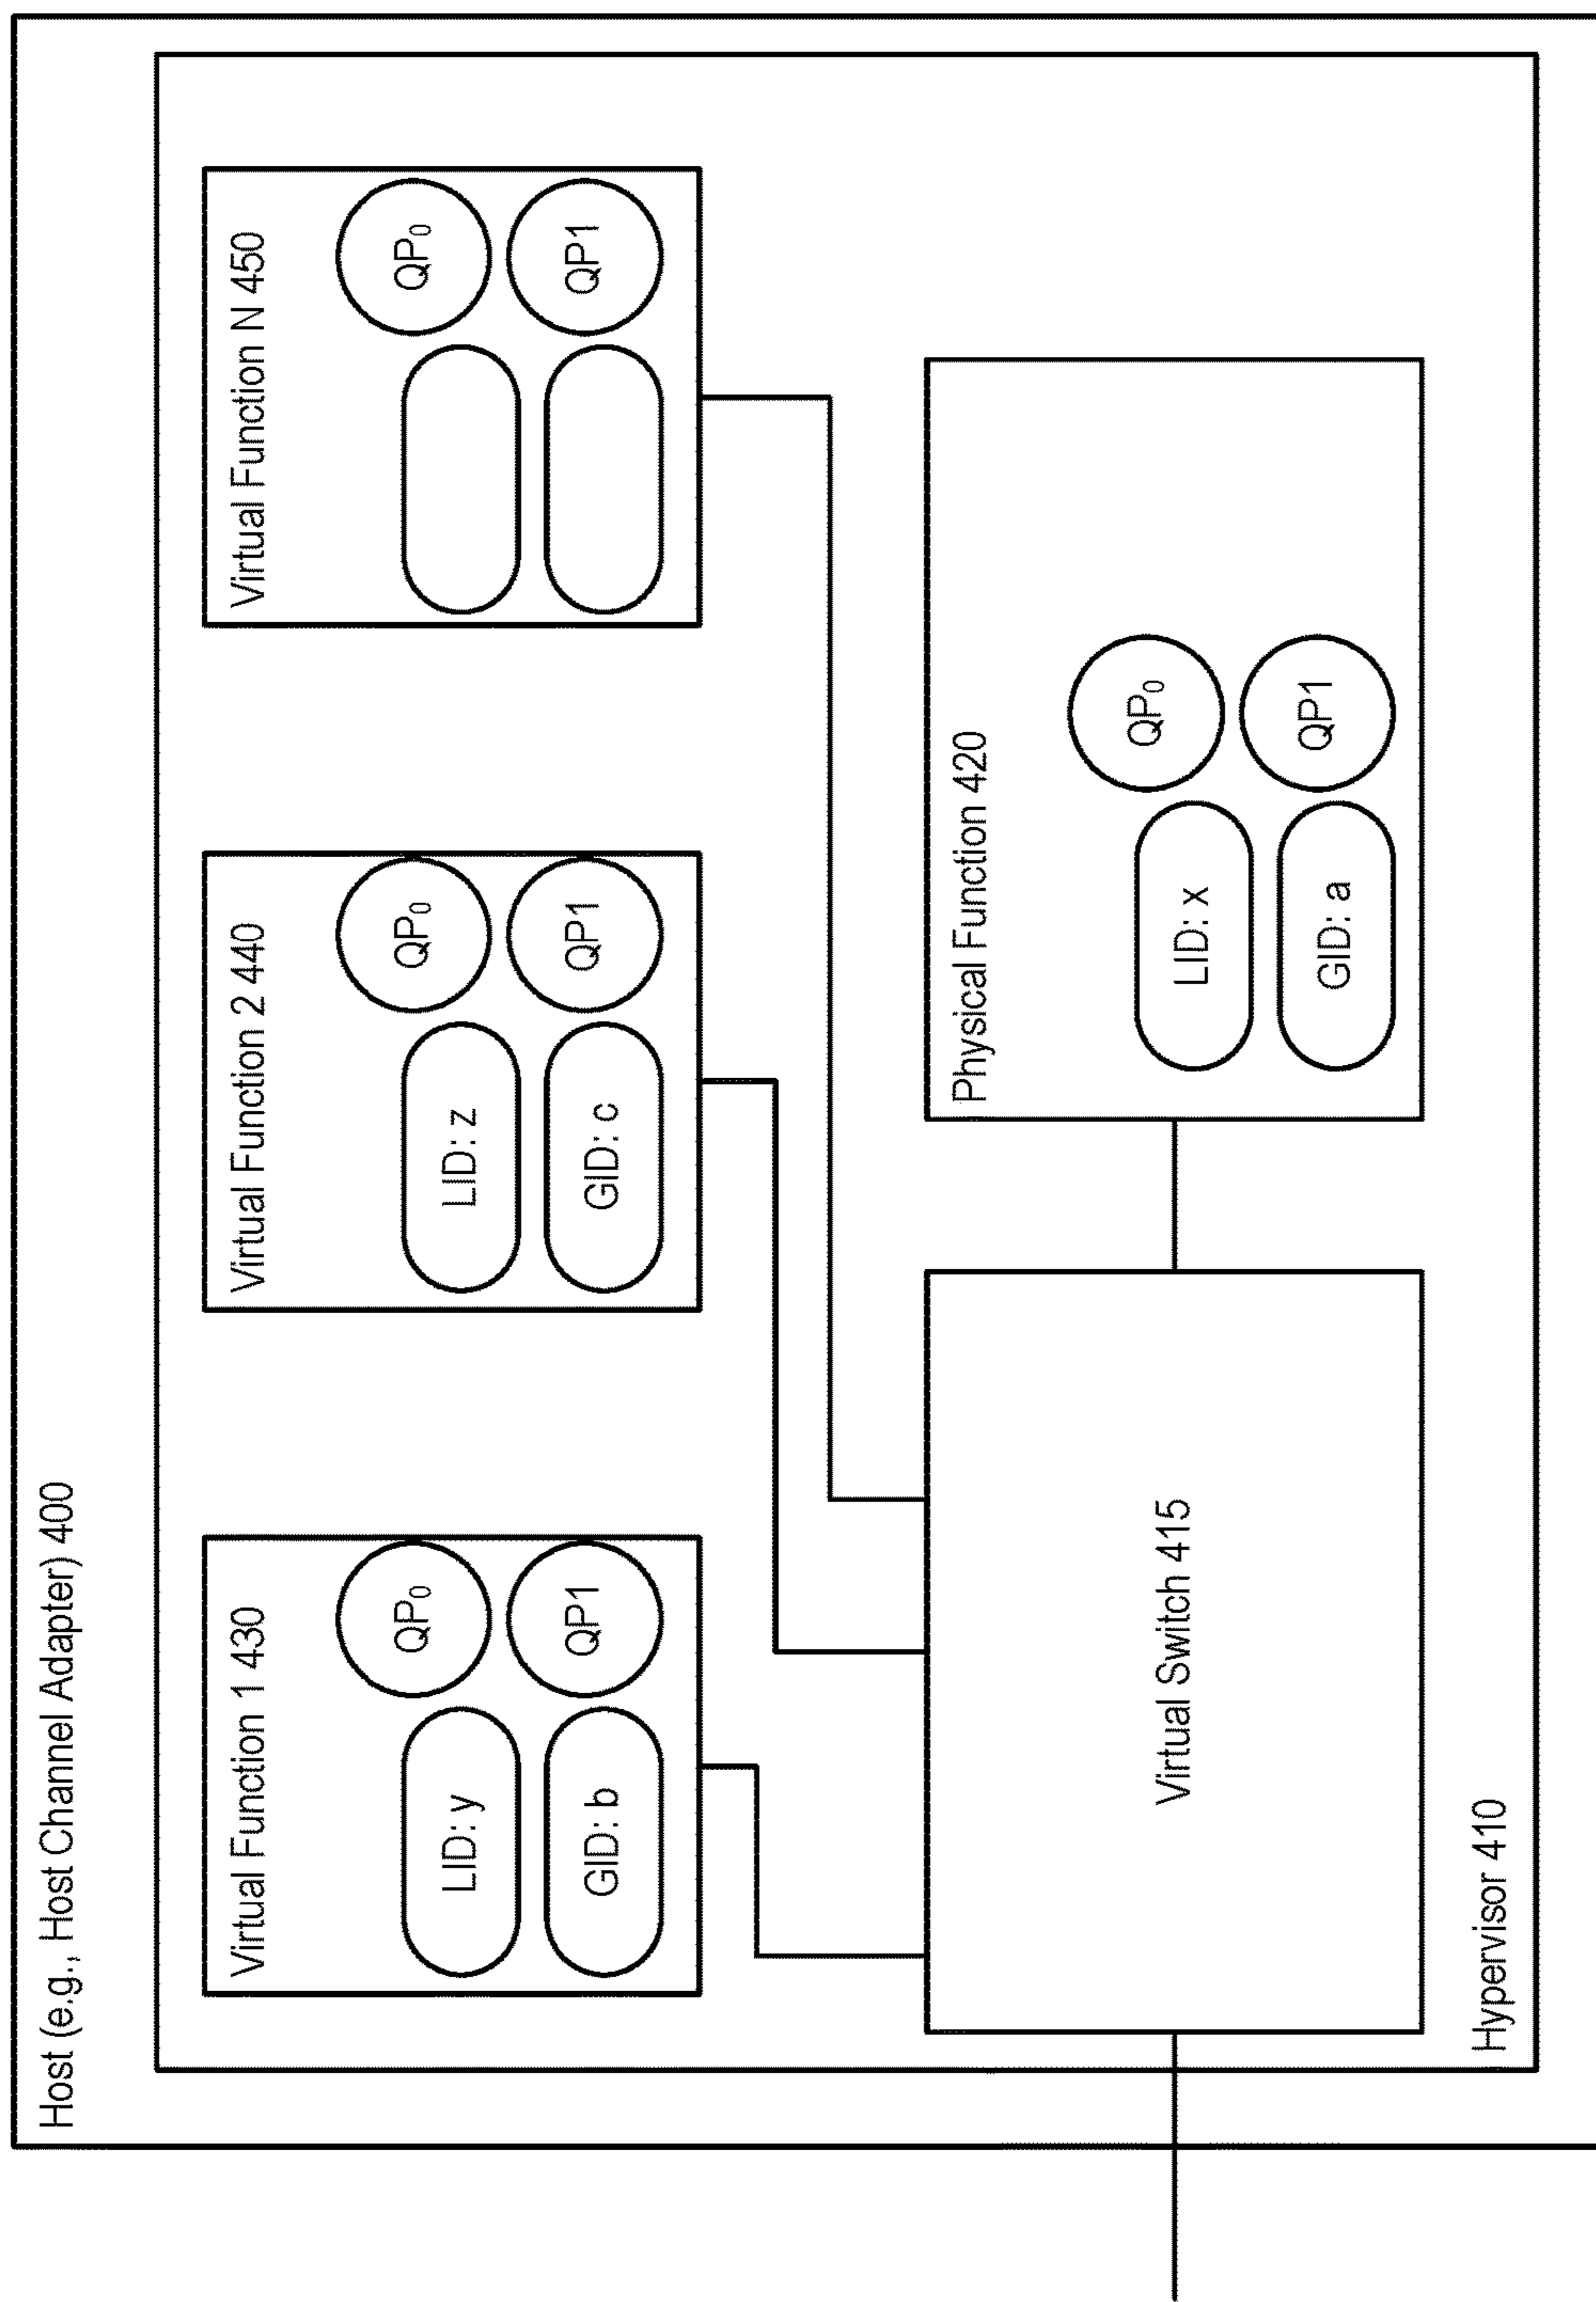 Host (e.g., Host Channel Adapter) 400
Virtual Function 1 430
LID: y
QP0
GID: b
QP1
Virtual Function 2 440
LID: z
QP0
GID: c
QP1
Virtual Function N 450
QP0
QP1
Virtual Switch 415
Physical Function 420
LID: x
QP0
GID: a
QP1
Hypervisor 410